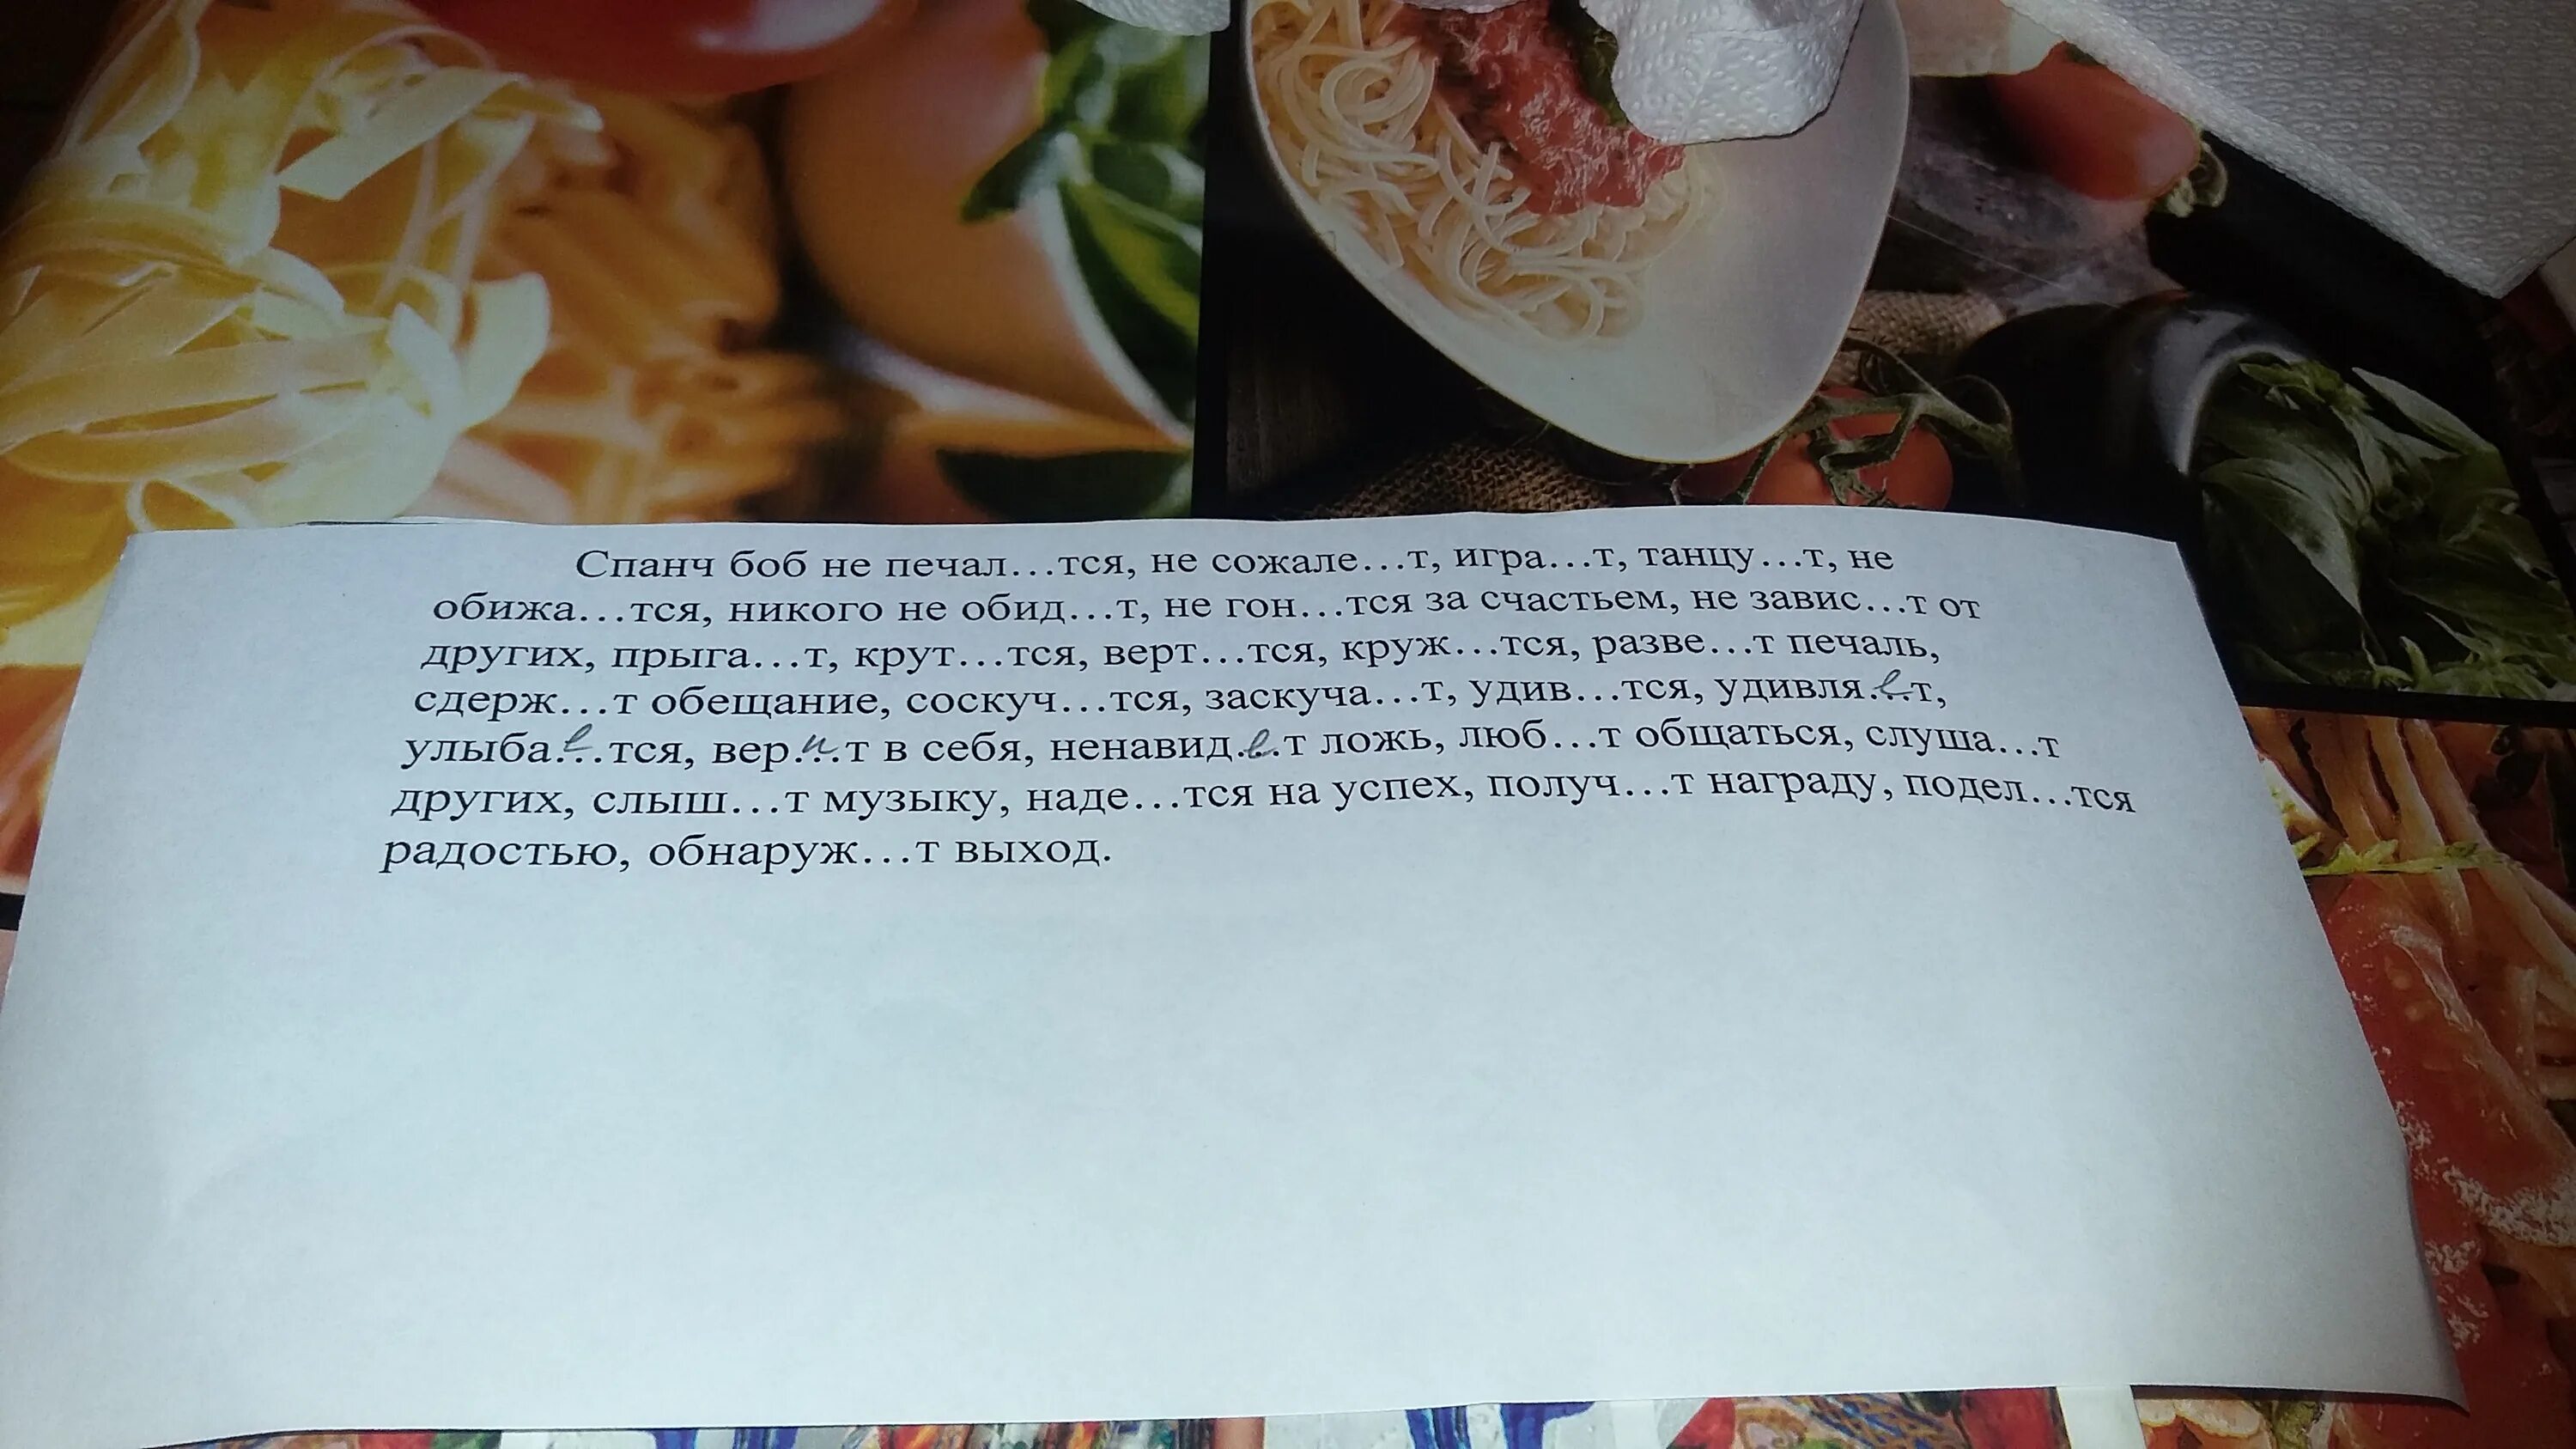 Спанч боб не печал...тся, не сожале...т, игра...т, танцу...т, не
обижа...тся, никого не обид...т, не гон...тся за счастьем, не завис...т от
других, прыга...т, крут...тся, верт...тся, круж...тся, разве...т печаль,
сдерж...т обещание, соскуч...тся, заскуча...т, удив...тся, удивля.е.т,
улыба.е..тся, вер.и.т в себя, ненавид.е.т ложь, люб...т общаться, слуша...т
других, слыш...т музыку, наде...тся на успех, получ...т награду, подел...тся
радостью, обнаруж...т выход.